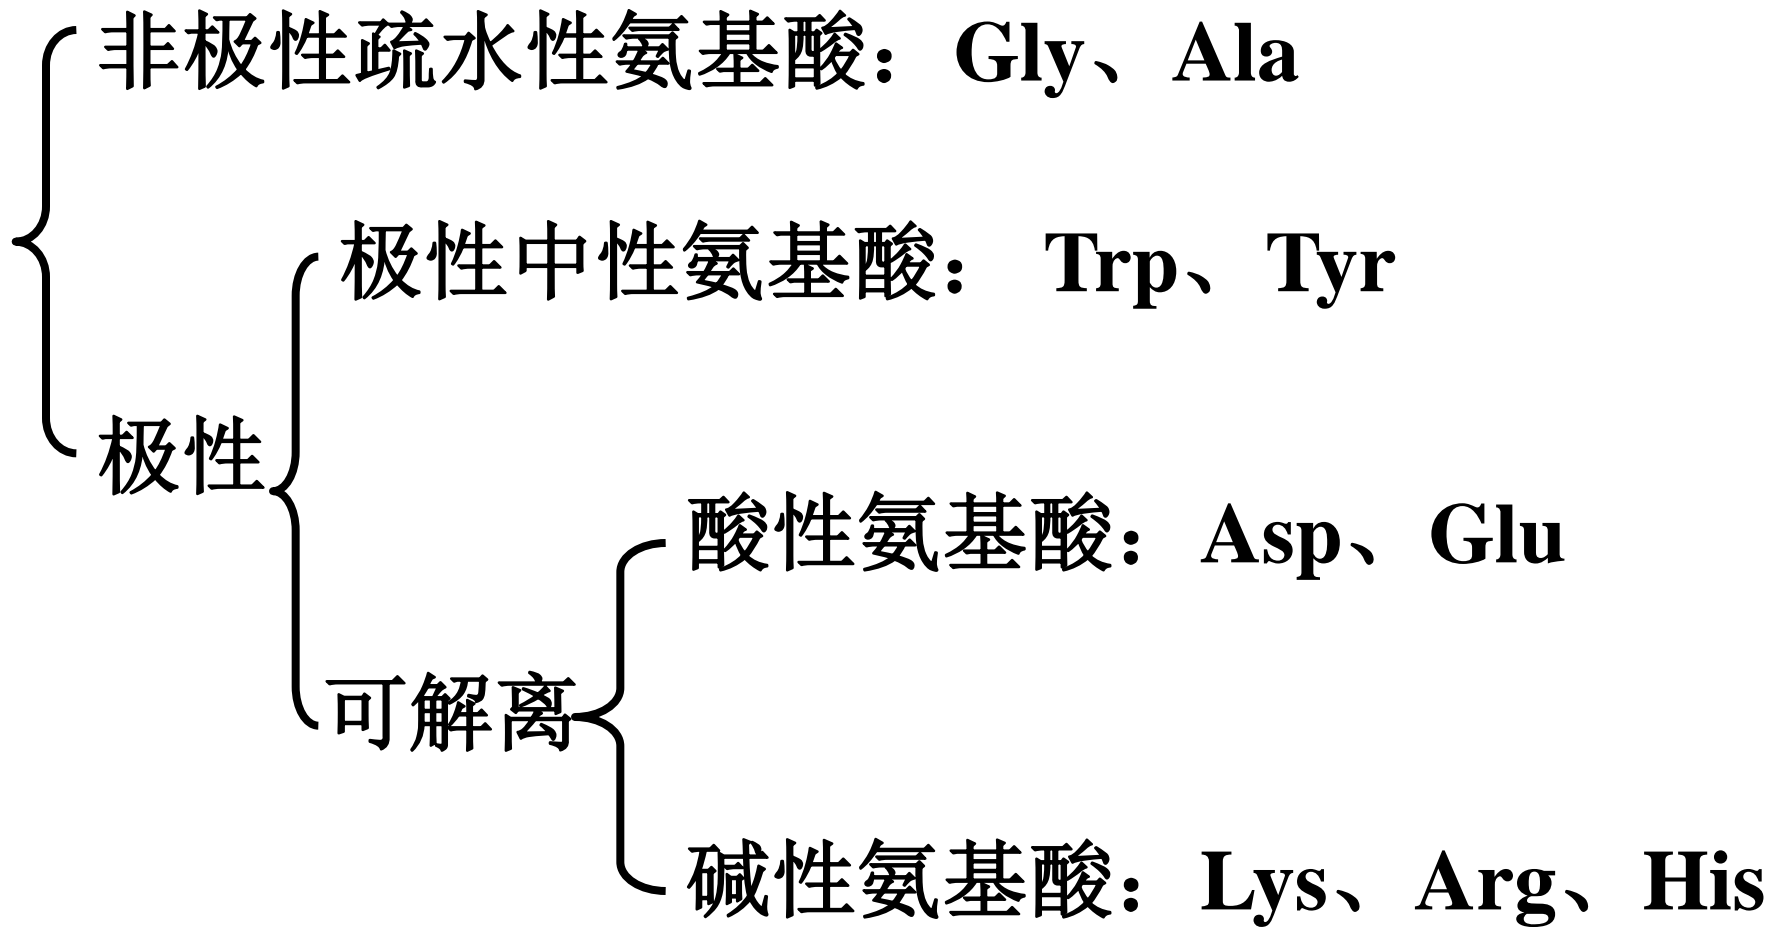 非极性疏水性氨基酸：Gly、Ala
极性中性氨基酸：Trp、Tyr
极性
酸性氨基酸：Asp、Glu
可解离
碱性氨基酸：Lys、Arg、His